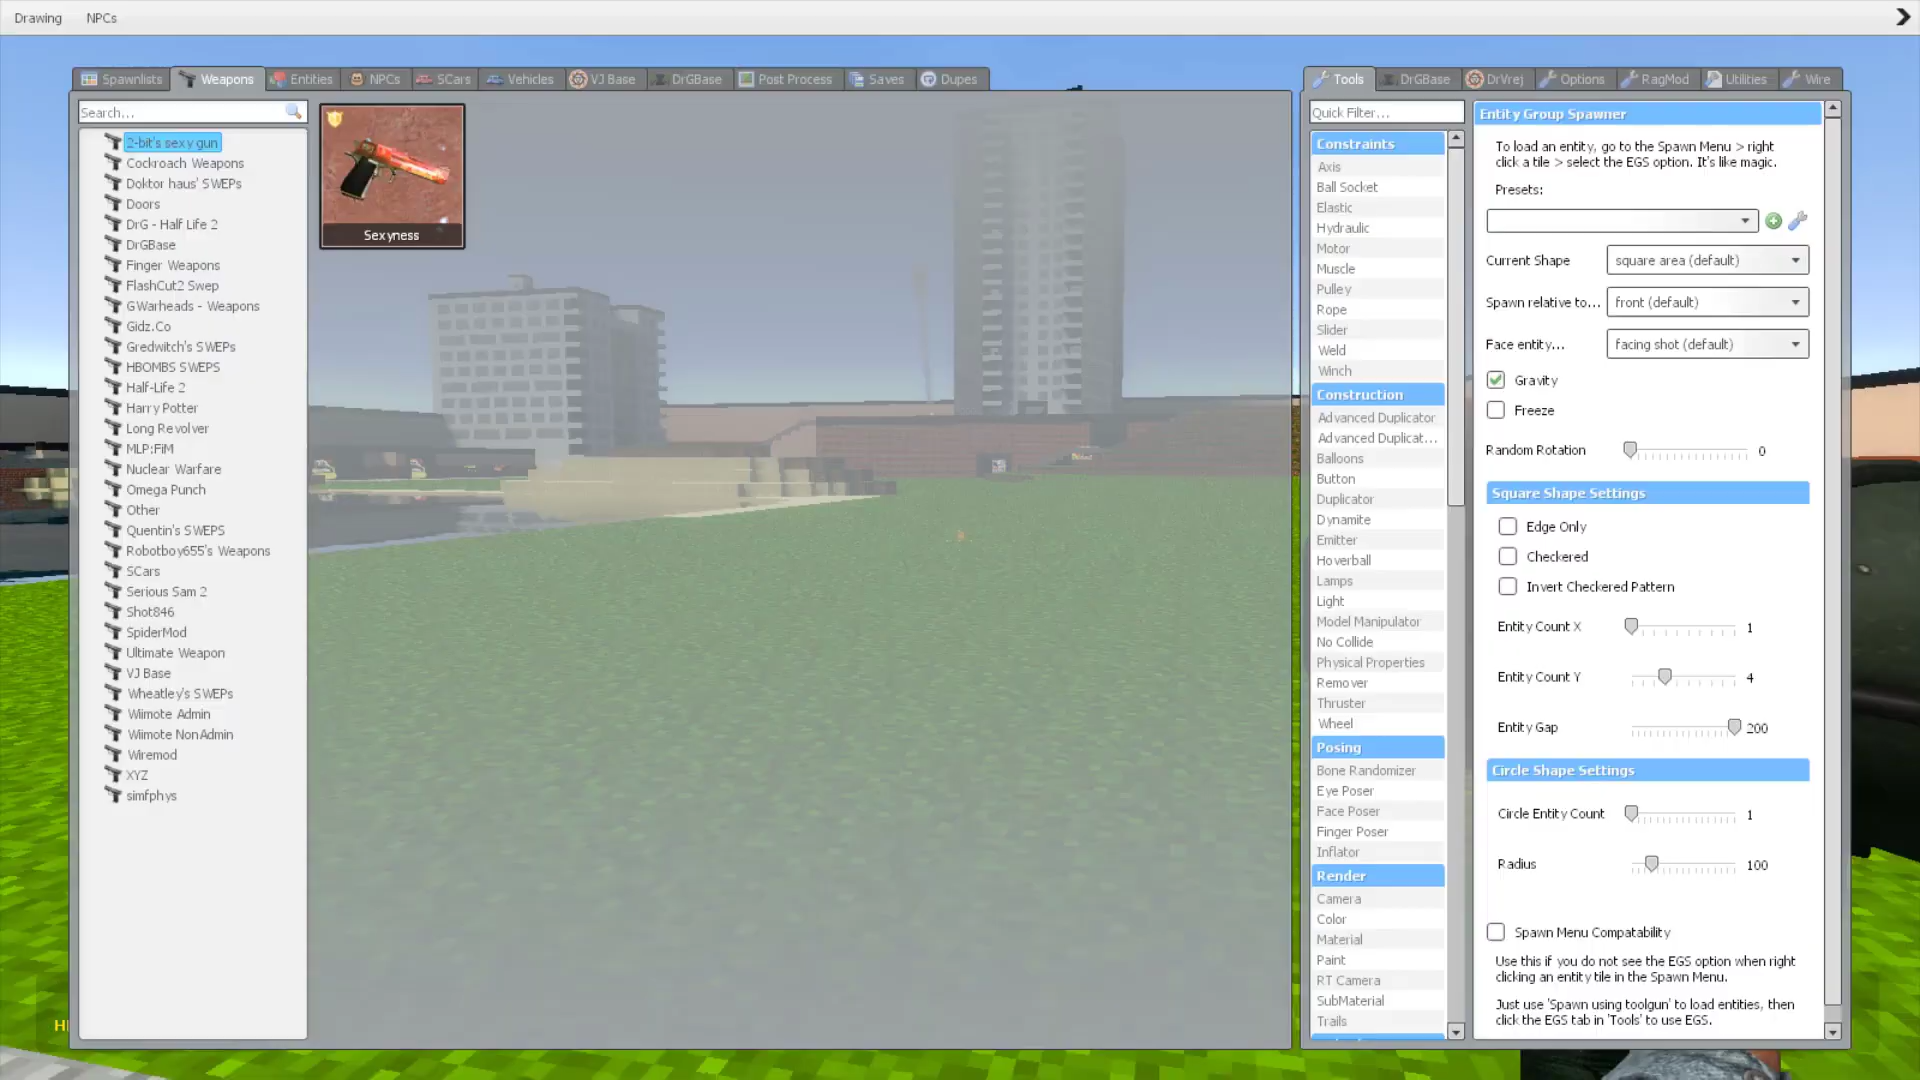 Drawing NPCs
Spawnlists Weapons Entities NPCs SCars Vehicles VJ Base DrGBase Post Process Saves Dupes
Search...
2-bit's sexy gun
Cockroach Weapons
Doktor haus' SWEPs
Doors
DrG - Half Life 2
DrGBase
Finger Weapons
FlashCut2 Swep
GWarheads - Weapons
Gidz.Co
Gredwitch's SWEPs
HBOMBS SWEPS
Half-Life 2
Harry Potter
Long Revolver
MLP:FiM
Nuclear Warfare
Omega Punch
Other
Quentin's SWEPS
Robotboy655's Weapons
SCars
Serious Sam 2
Shot846
SpiderMod
Ultimate Weapon
VJ Base
Wheatley's SWEPs
Wiimote Admin
Wiimote NonAdmin
Wiremod
XYZ
simfphys
Sexyness
Tools DrGBase DrVrej Options RagMod Utilities Wire
Quick Filter...
Constraints
Axis
Ball Socket
Elastic
Hydraulic
Motor
Muscle
Pulley
Rope
Slider
Weld
Winch
Construction
Advanced Duplicator
Advanced Duplicat...
Balloons
Button
Duplicator
Dynamite
Emitter
Hoverball
Lamps
Light
Model Manipulator
No Collide
Physical Properties
Remover
Thruster
Wheel
Posing
Bone Randomizer
Eye Poser
Face Poser
Finger Poser
Inflator
Render
Camera
Color
Material
Paint
RT Camera
SubMaterial
Trails
Entity Group Spawner
To load an entity, go to the Spawn Menu > right
click a tile > select the EGS option. It's like magic.
Presets:
Current Shape square area (default)
Spawn relative to... front (default)
Face entity... facing shot (default)
Gravity
Freeze
Random Rotation 0
Square Shape Settings
Edge Only
Checkered
Invert Checkered Pattern
Entity Count X 1
Entity Count Y 4
Entity Gap 200
Circle Shape Settings
Circle Entity Count 1
Radius 100
Spawn Menu Compatability
Use this if you do not see the EGS option when right
clicking an entity tile in the Spawn Menu.
Just use 'Spawn using toolgun' to load entities, then
click the EGS tab in 'Tools' to use EGS.